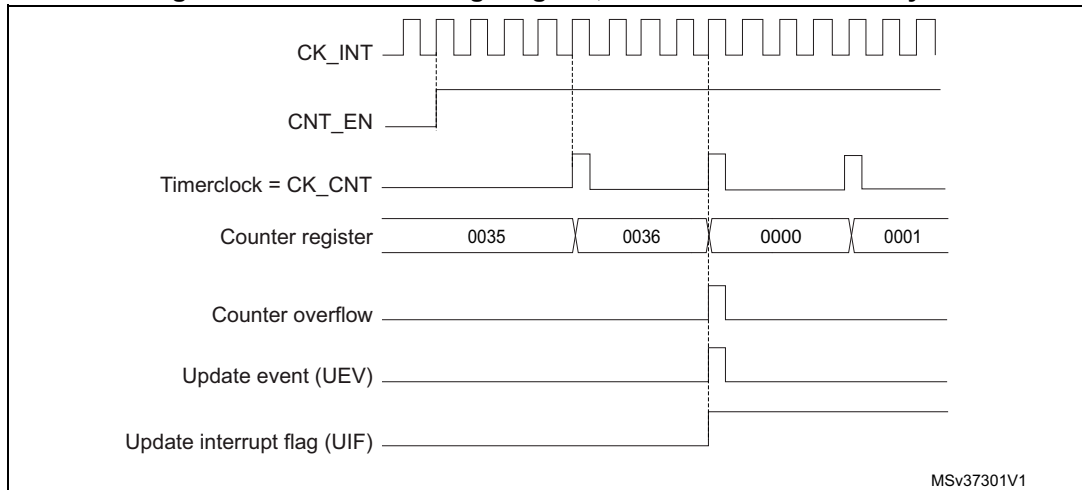 CK_INT
CNT_EN
Timerclock = CK_CNT
Counter register 0035 0036 0000 0001
Counter overflow
Update event (UEV)
Update interrupt flag (UIF)
MSv37301V1